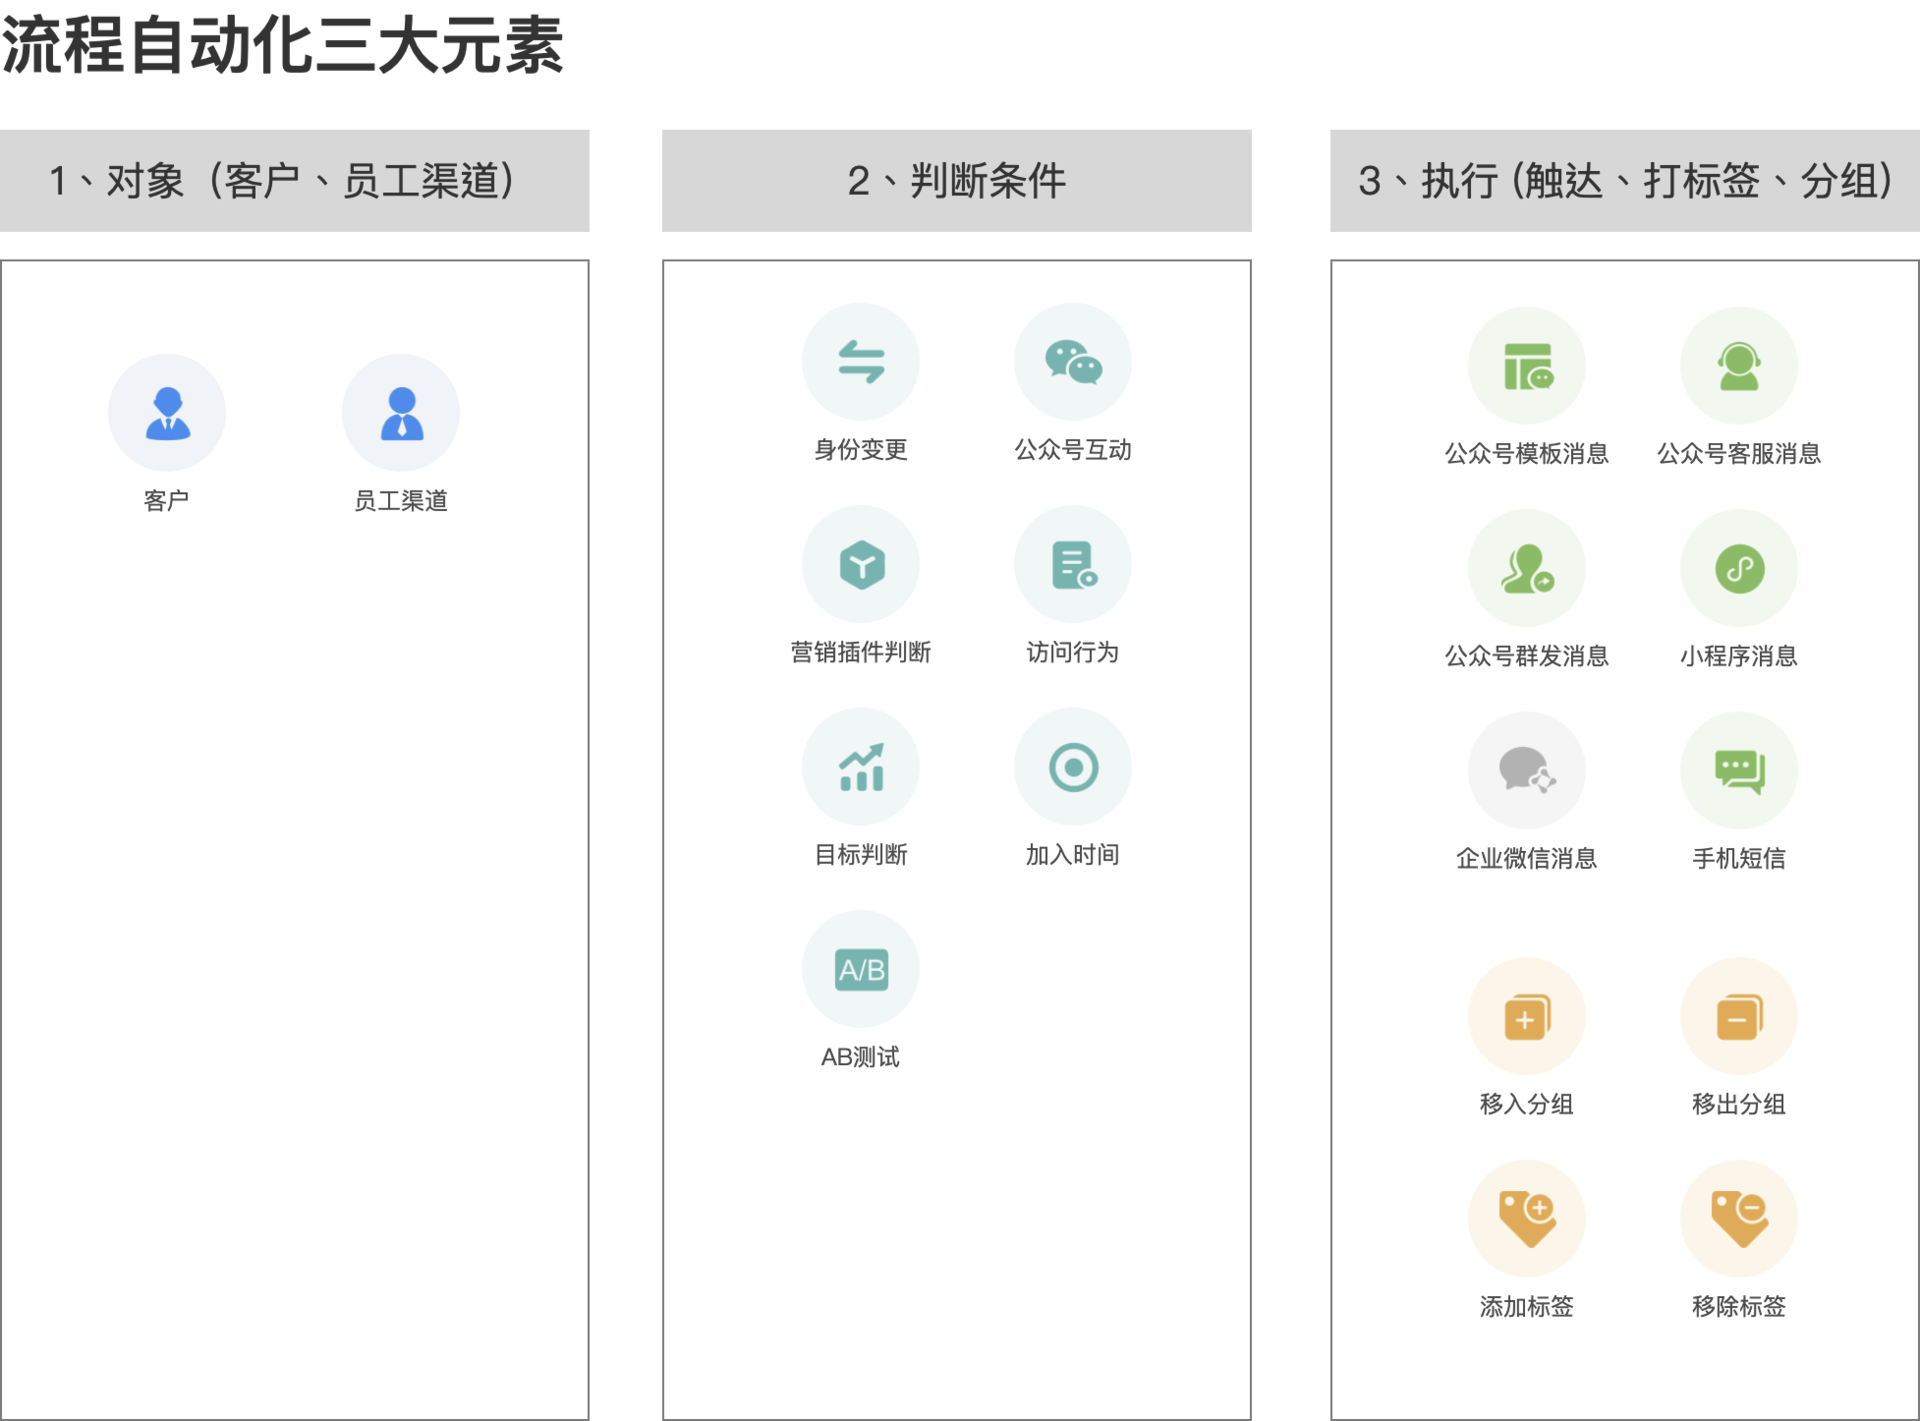 流程自动化三大元素
1、对象（客户、员工渠道）
客户
员工渠道
2、判断条件
身份变更
公众号互动
营销插件判断
访问行为
目标判断
加入时间
A/B
AB测试
3、执行 (触达、打标签、分组)
公众号模板消息
公众号客服消息
公众号群发消息
小程序消息
企业微信消息
手机短信
移入分组
移出分组
添加标签
移除标签